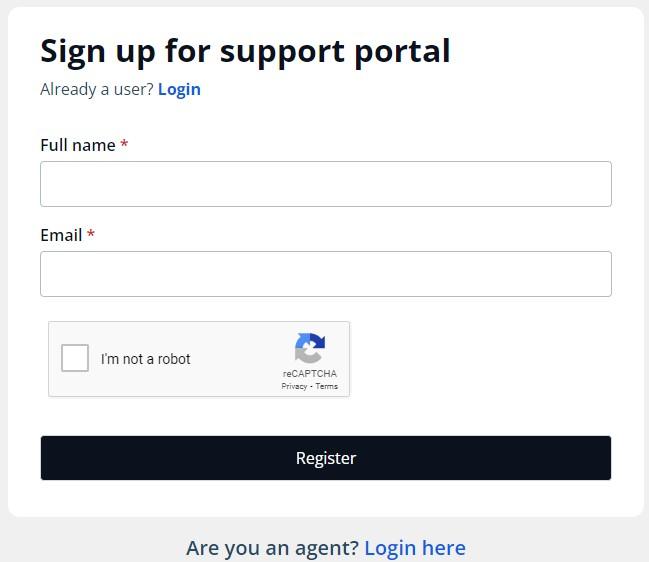 Sign up for support portal
Already a user? Login
Full name *
Email *
I'm not a robot
reCAPTCHA
Privacy - Terms
Register
Are you an agent? Login here